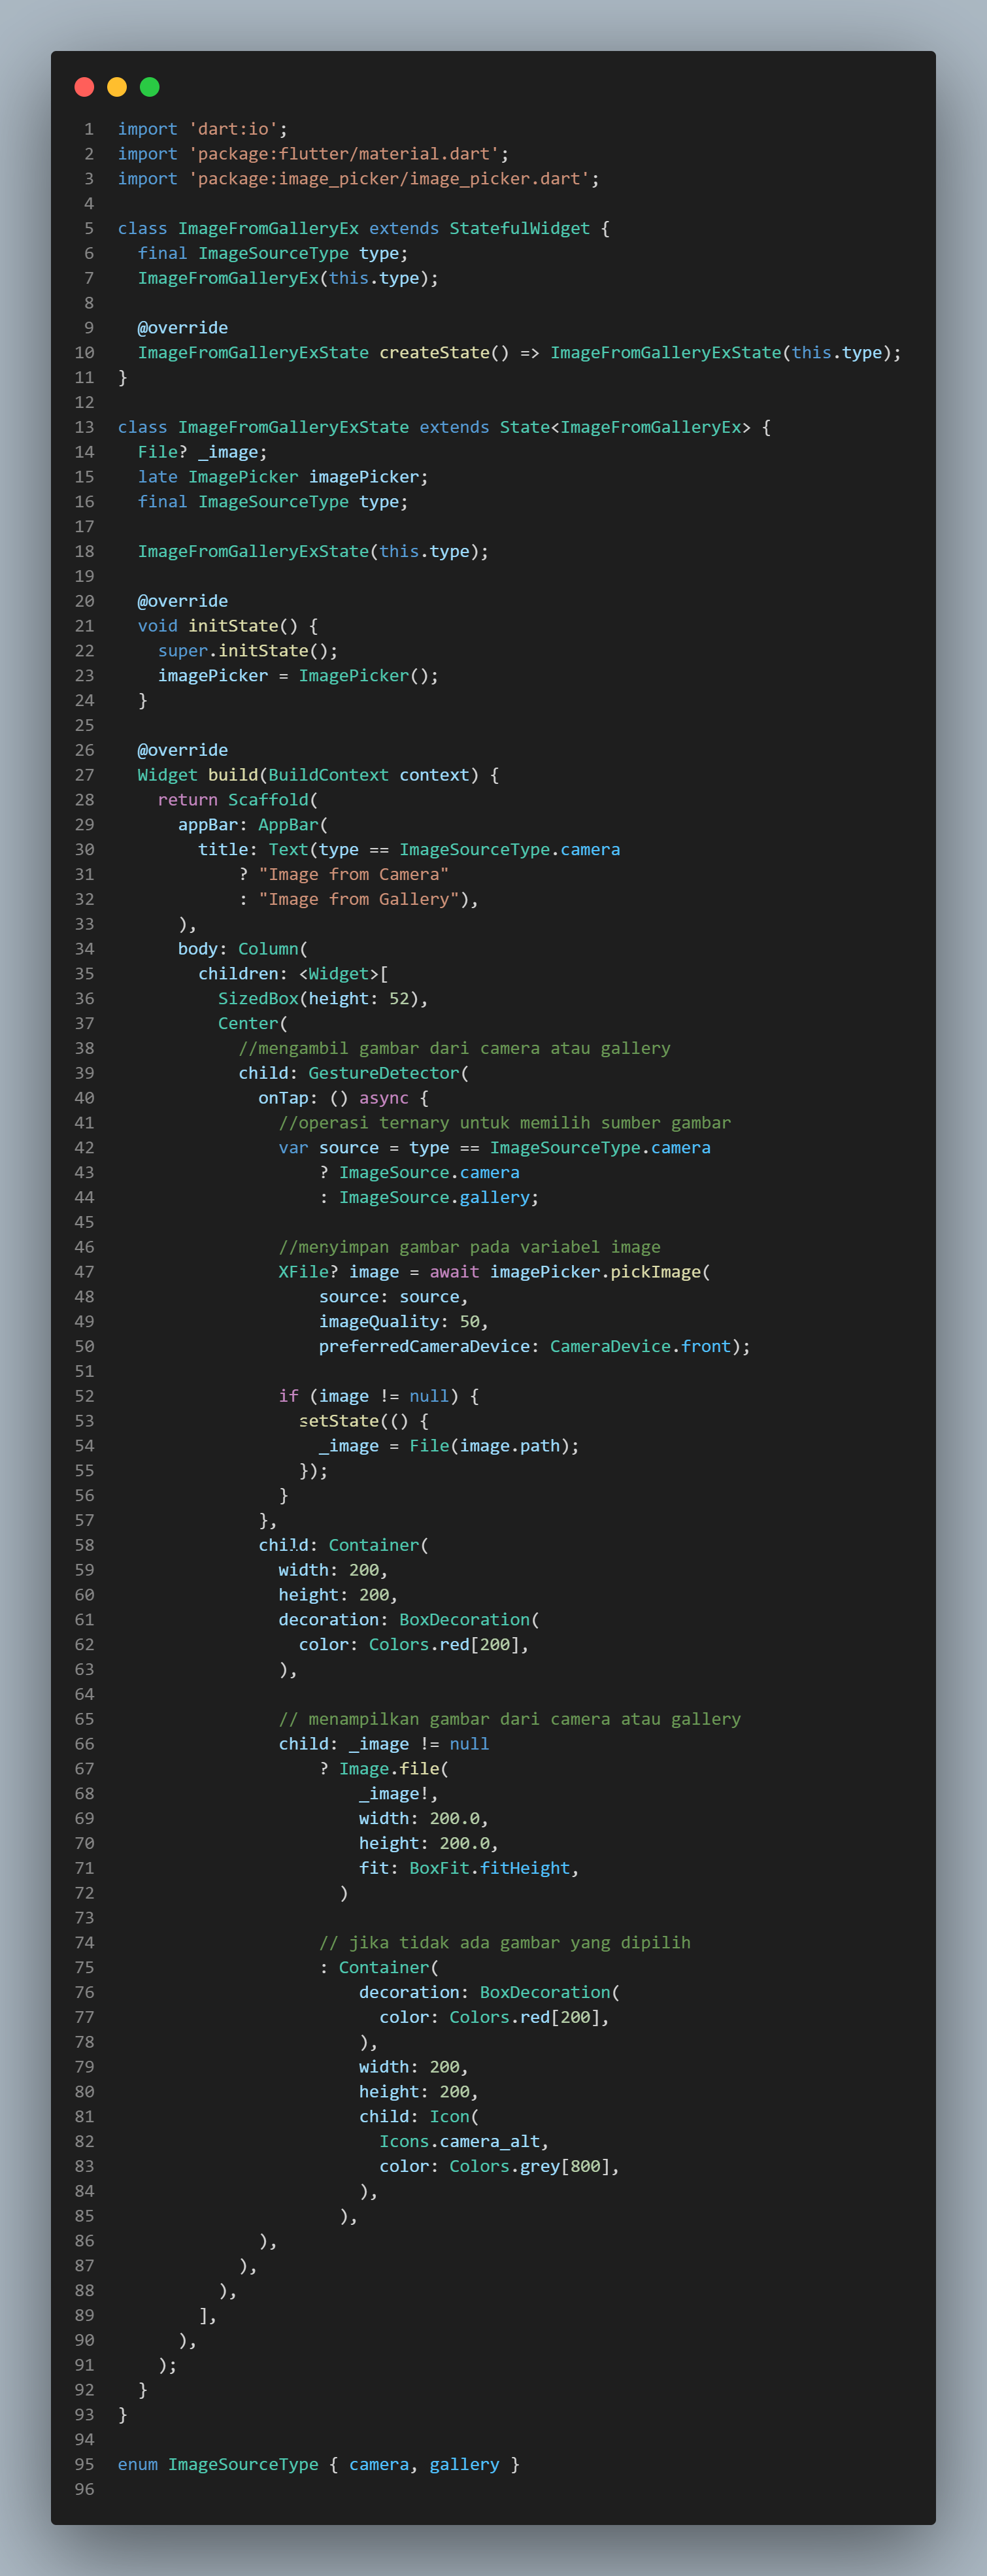 1 import 'dart:io';
2 import 'package:flutter/material.dart';
3 import 'package:image_picker/image_picker.dart';
4
5 class ImageFromGalleryEx extends StatefulWidget {
6   final ImageSourceType type;
7   ImageFromGalleryEx(this.type);
8
9   @override
10   ImageFromGalleryExState createState() => ImageFromGalleryExState(this.type);
11 }
12
13 class ImageFromGalleryExState extends State<ImageFromGalleryEx> {
14   File? _image;
15   late ImagePicker imagePicker;
16   final ImageSourceType type;
17
18   ImageFromGalleryExState(this.type);
19
20   @override
21   void initState() {
22     super.initState();
23     imagePicker = ImagePicker();
24   }
25
26   @override
27   Widget build(BuildContext context) {
28     return Scaffold(
29       appBar: AppBar(
30         title: Text(type == ImageSourceType.camera
31             ? "Image from Camera"
32             : "Image from Gallery"),
33       ),
34       body: Column(
35         children: <Widget>[
36           SizedBox(height: 52),
37           Center(
38             //mengambil gambar dari camera atau gallery
39             child: GestureDetector(
40               onTap: () async {
41                 //operasi ternary untuk memilih sumber gambar
42                 var source = type == ImageSourceType.camera
43                     ? ImageSource.camera
44                     : ImageSource.gallery;
45
46                 //menyimpan gambar pada variabel image
47                 XFile? image = await imagePicker.pickImage(
48                     source: source,
49                     imageQuality: 50,
50                     preferredCameraDevice: CameraDevice.front);
51
52                 if (image != null) {
53                   setState(() {
54                     _image = File(image.path);
55                   });
56                 }
57               },
58               child: Container(
59                 width: 200,
60                 height: 200,
61                 decoration: BoxDecoration(
62                   color: Colors.red[200],
63                 ),
64
65                 // menampilkan gambar dari camera atau gallery
66                 child: _image != null
67                     ? Image.file(
68                         _image!,
69                         width: 200.0,
70                         height: 200.0,
71                         fit: BoxFit.fitHeight,
72                       )
73
74                     // jika tidak ada gambar yang dipilih
75                     : Container(
76                         decoration: BoxDecoration(
77                           color: Colors.red[200],
78                         ),
79                         width: 200,
80                         height: 200,
81                         child: Icon(
82                           Icons.camera_alt,
83                           color: Colors.grey[800],
84                         ),
85                       ),
86               ),
87             ),
88           ),
89         ],
90       ),
91     );
92   }
93 }
94
95 enum ImageSourceType { camera, gallery }
96